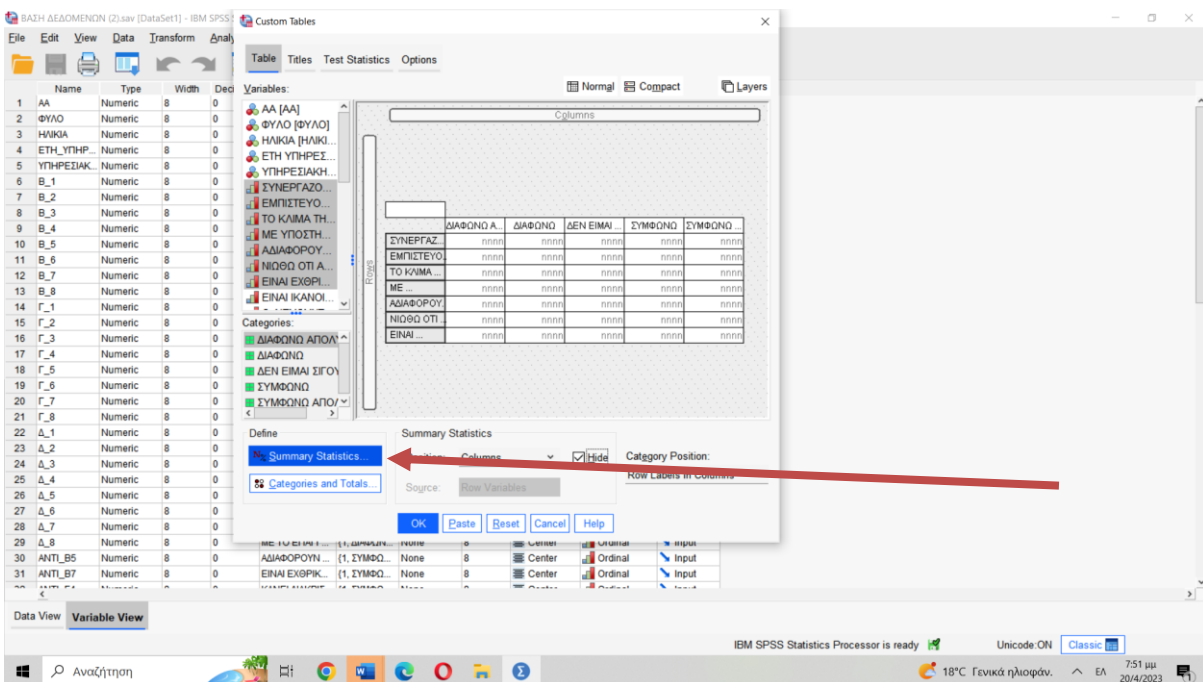 ΒΑΣΗ ΔΕΔΟΜΕΝΩΝ (2).sav [DataSet1] - IBM SPSS S
Custom Tables
File Edit View Data Transform Analy
Table Titles Test Statistics Options
Name Type Width Deci
Variables:
Normal Compact Layers
1 ΑΑ Numeric 8 0
2 ΦΥΛΟ Numeric 8 0
3 ΗΛΙΚΙΑ Numeric 8 0
4 ΕΤΗ_ΥΠΗΡ... Numeric 8 0
5 ΥΠΗΡΕΣΙΑΚ... Numeric 8 0
6 Β_1 Numeric 8 0
7 Β_2 Numeric 8 0
8 Β_3 Numeric 8 0
9 Β_4 Numeric 8 0
10 Β_5 Numeric 8 0
11 Β_6 Numeric 8 0
12 Β_7 Numeric 8 0
13 Β_8 Numeric 8 0
14 Γ_1 Numeric 8 0
15 Γ_2 Numeric 8 0
16 Γ_3 Numeric 8 0
17 Γ_4 Numeric 8 0
18 Γ_5 Numeric 8 0
19 Γ_6 Numeric 8 0
20 Γ_7 Numeric 8 0
21 Γ_8 Numeric 8 0
22 Δ_1 Numeric 8 0
23 Δ_2 Numeric 8 0
24 Δ_3 Numeric 8 0
25 Δ_4 Numeric 8 0
26 Δ_5 Numeric 8 0
27 Δ_6 Numeric 8 0
28 Δ_7 Numeric 8 0
29 Δ_8 Numeric 8 0 None 8 Center Ordinal Input
30 ANTI_B5 Numeric 8 0 ΑΔΙΑΦΟΡΟΥΝ ... {1, ΣΥΜΦΩ... None 8 Center Ordinal Input
31 ANTI_B7 Numeric 8 0 ΕΙΝΑΙ ΕΧΘΡΙΚ... {1, ΣΥΜΦΩ... None 8 Center Ordinal Input
ΑΑ [ΑΑ]
ΦΥΛΟ [ΦΥΛΟ]
ΗΛΙΚΙΑ [ΗΛΙΚΙ...
ΕΤΗ ΥΠΗΡΕΣ...
ΥΠΗΡΕΣΙΑΚΗ...
ΣΥΝΕΡΓΑΖΟ...
ΕΜΠΙΣΤΕΥΟ...
ΤΟ ΚΛΙΜΑ ΤΗ...
ΜΕ ΥΠΟΣΤΗ...
ΑΔΙΑΦΟΡΟΥ...
ΝΙΩΘΩ ΟΤΙ Α...
ΕΙΝΑΙ ΕΧΘΡΙ...
ΕΙΝΑΙ ΙΚΑΝΟΙ...
Categories:
ΔΙΑΦΩΝΩ ΑΠΟΛΥ
ΔΙΑΦΩΝΩ
ΔΕΝ ΕΙΜΑΙ ΣΙΓΟΥ
ΣΥΜΦΩΝΩ
ΣΥΜΦΩΝΩ ΑΠΟΛ
Columns
Rows
ΔΙΑΦΩΝΩ Α... ΔΙΑΦΩΝΩ ΔΕΝ ΕΙΜΑΙ ... ΣΥΜΦΩΝΩ ΣΥΜΦΩΝΩ ...
ΣΥΝΕΡΓΑΖ... nnnn nnnn nnnn nnnn nnnn
ΕΜΠΙΣΤΕΥΟ... nnnn nnnn nnnn nnnn nnnn
ΤΟ ΚΛΙΜΑ ... nnnn nnnn nnnn nnnn nnnn
ΜΕ ... nnnn nnnn nnnn nnnn nnnn
ΑΔΙΑΦΟΡΟΥ... nnnn nnnn nnnn nnnn nnnn
ΝΙΩΘΩ ΟΤΙ ... nnnn nnnn nnnn nnnn nnnn
ΕΙΝΑΙ ... nnnn nnnn nnnn nnnn nnnn
Define
Summary Statistics
Summary Statistics...
Columns Hide Category Position:
Row Labels in Columns
Categories and Totals...
Source: Row Variables
OK Paste Reset Cancel Help
Data View Variable View
IBM SPSS Statistics Processor is ready Unicode:ON Classic
Αναζήτηση
18°C Γενικά ηλιοφάν. ΕΛ 7:51 μμ
20/4/2023